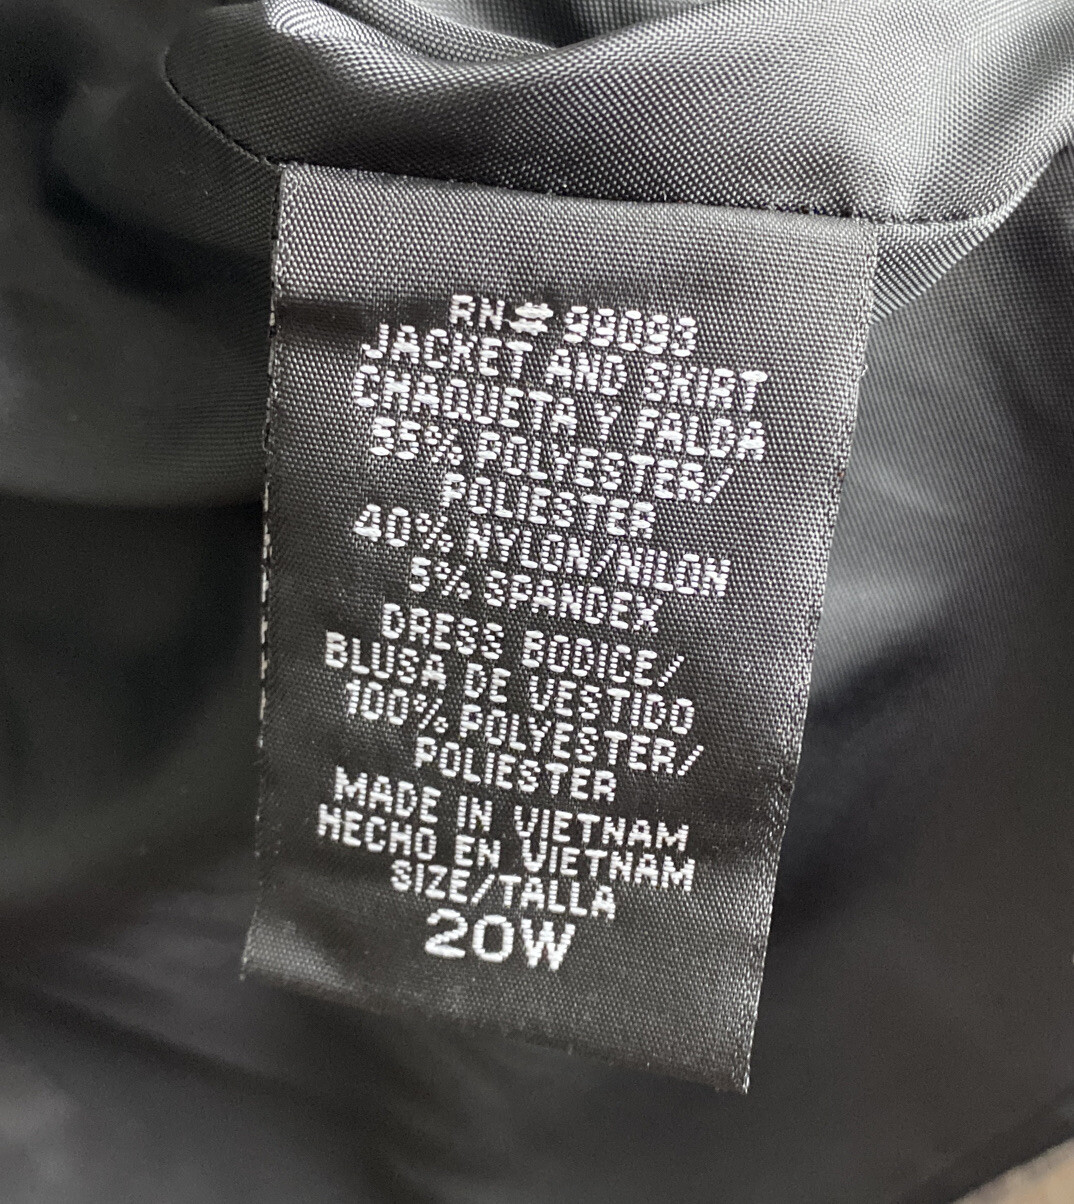 RN# 99093
JACKET AND SKIRT
CHAQUETA Y FALDA
55% POLYESTER/
POLIESTER
40% NYLON/NILON
5% SPANDEX
DRESS BODICE/
BLUSA DE VESTIDO
100% POLYESTER/
POLIESTER
MADE IN VIETNAM
HECHO EN VIETNAM
SIZE/TALLA
20W